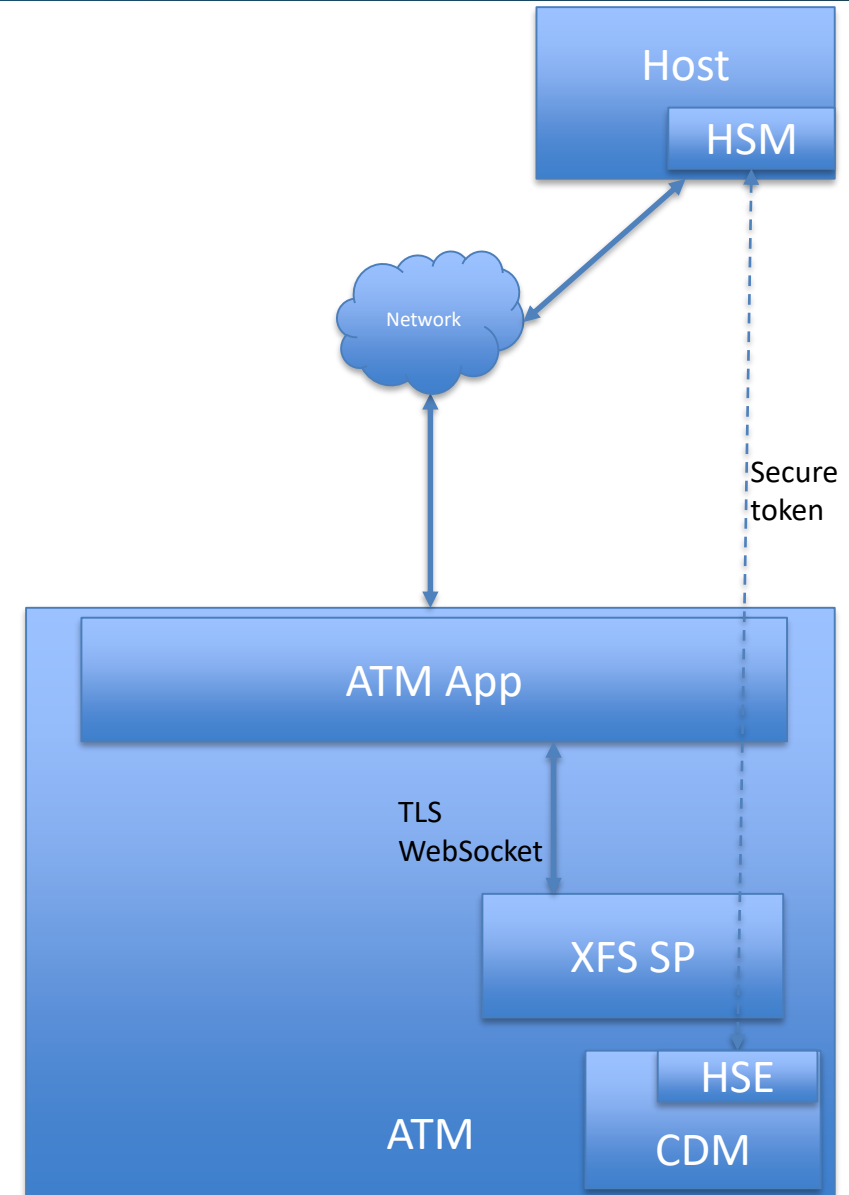 Host
HSM
Network
Secure
token
ATM App
TLS
WebSocket
XFS SP
HSE
CDM
ATM